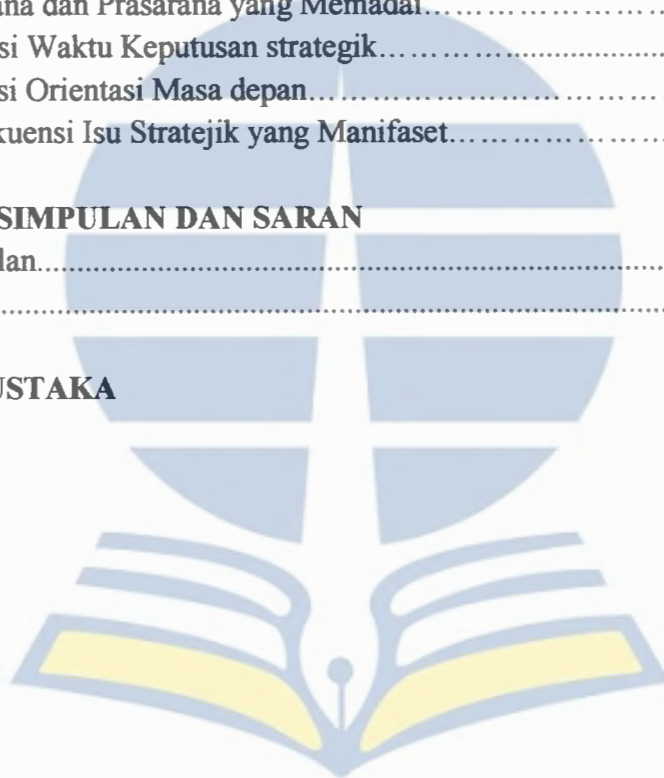 ana dan Prasarana yang Memadai……………………
si Waktu Keputusan strategik……........................
si Orientasi Masa depan……………………………
kuensi Isu Stratejik yang Manifaset…………………
SIMPULAN DAN SARAN
lan....................................................................
.........................................................................
USTAKA